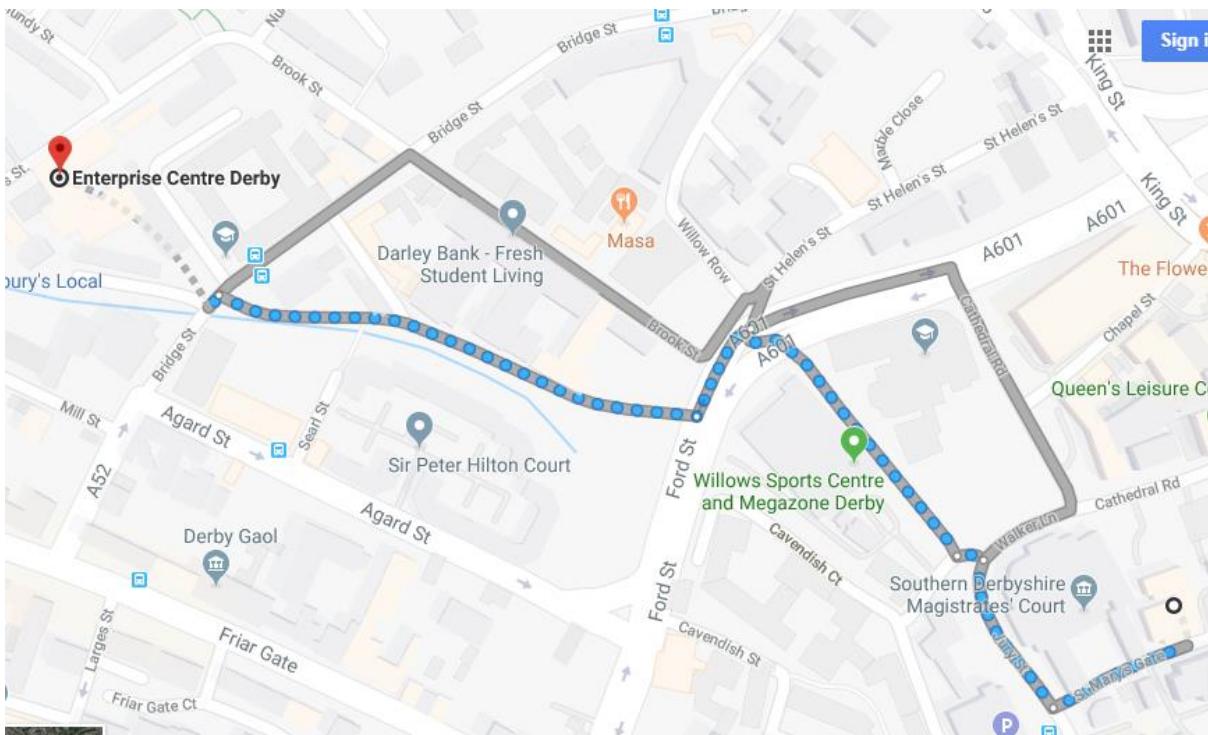 Bridge St
Bridge St
Sign i
Brook St
King St
Bridge St
Marble Close
St Helen's St
St Helen's St
King St
Enterprise Centre Derby
Masa
Darley Bank - Fresh
Student Living
Willow Row
St Helen's St
A601
A601
The Flowe
bury's Local
Cathedral Rd
Chapel St
Brook St
A601
A601
Bridge St
Queen's Leisure C
Mill St
Agard St
Searl St
Sir Peter Hilton Court
Ford St
Willows Sports Centre
and Megazone Derby
Cathedral Rd
A52
Agard St
Walker Ln
Derby Gaol
Cavendish Ct
Southern Derbyshire
Magistrates' Court
Ford St
Friar Gate
Cavendish St
Jury St
St Mary's Gate
Larges St
Friar Gate Ct
P